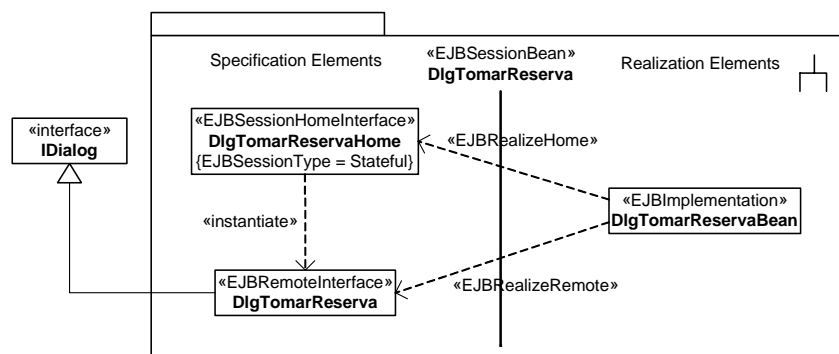 Specification Elements
«EJBSessionBean»
DlgTomarReserva
Realization Elements
«EJBSessionHomeInterface»
DlgTomarReservaHome
{EJBSessionType = Stateful}
«interface»
IDialog
«EJBRealizeHome»
«EJBImplementation»
DlgTomarReservaBean
«instantiate»
«EJBRemoteInterface»
DlgTomarReserva
«EJBRealizeRemote»